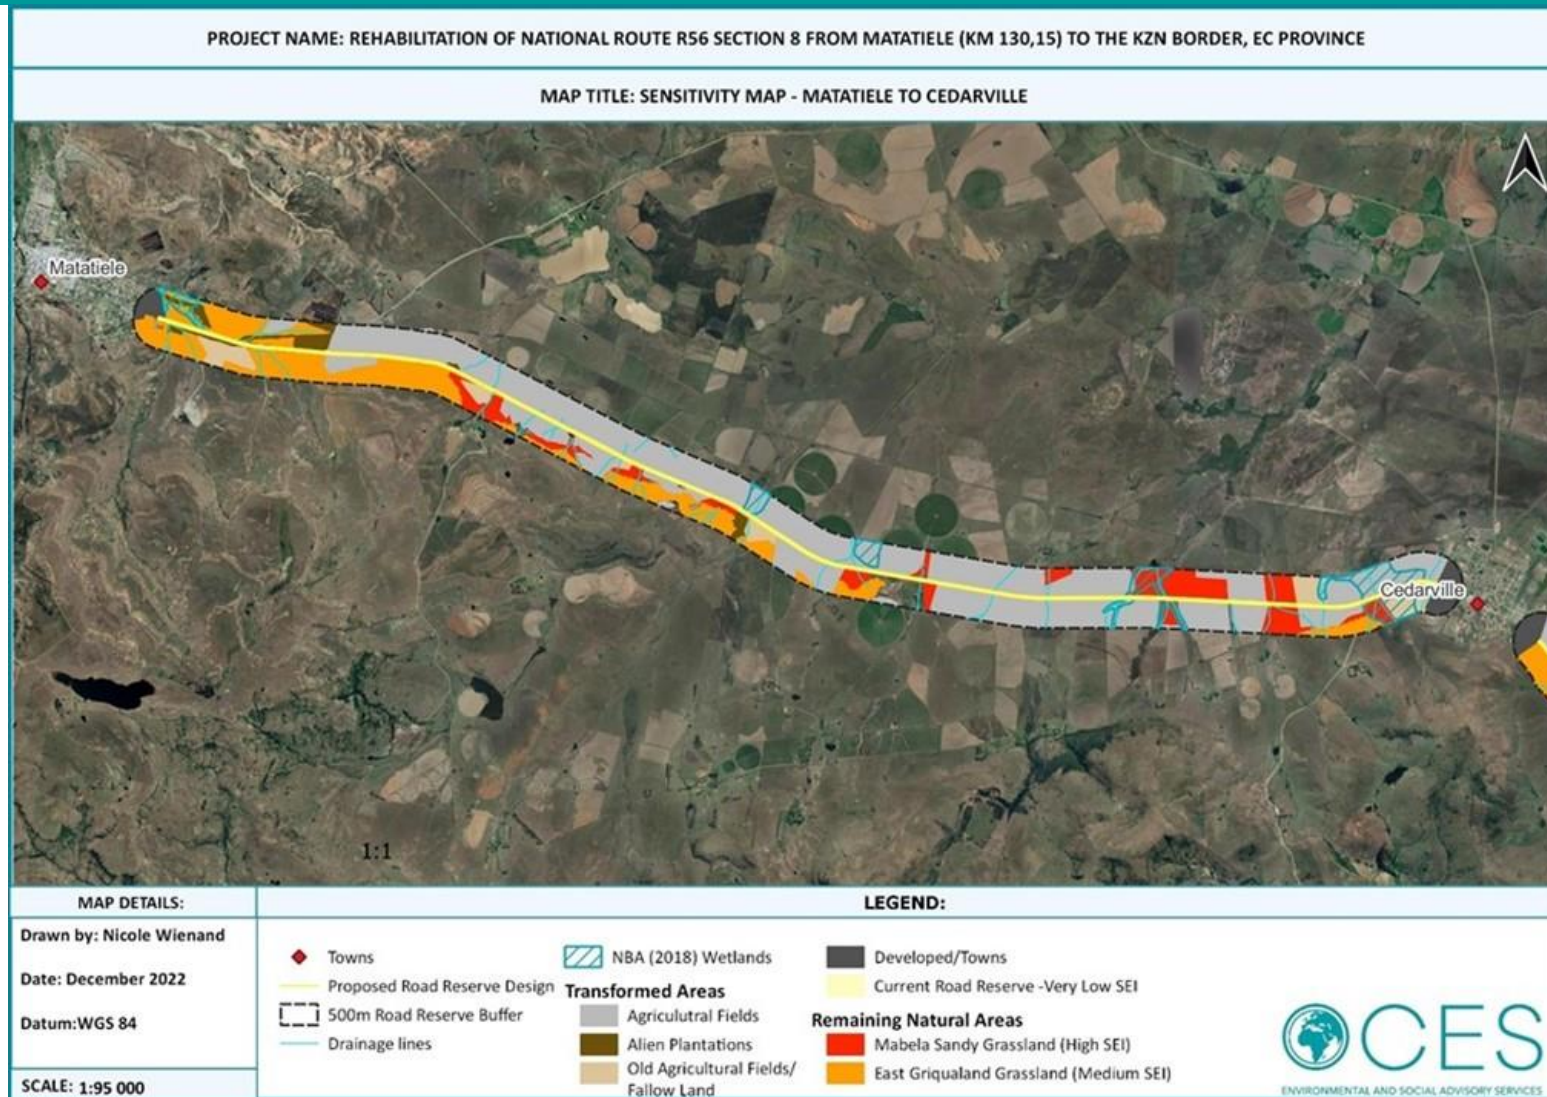 PROJECT NAME: REHABILITATION OF NATIONAL ROUTE R56 SECTION 8 FROM MATATIELE (KM 130,15) TO THE KZN BORDER, EC PROVINCE
MAP TITLE: SENSITIVITY MAP - MATATIELE TO CEDARVILLE
Matatiele
Cedarville
1:1
MAP DETAILS:
Drawn by: Nicole Wienand
Date: December 2022
Datum:WGS 84
SCALE: 1:95 000
LEGEND:
Towns
Proposed Road Reserve Design
500m Road Reserve Buffer
Drainage lines
NBA (2018) Wetlands
Transformed Areas
Agriculutral Fields
Alien Plantations
Old Agricultural Fields/
Fallow Land
Developed/Towns
Current Road Reserve -Very Low SEI
Remaining Natural Areas
Mabela Sandy Grassland (High SEI)
East Griqualand Grassland (Medium SEI)
CES
ENVIRONMENTAL AND SOCIAL ADVISORY SERVICES